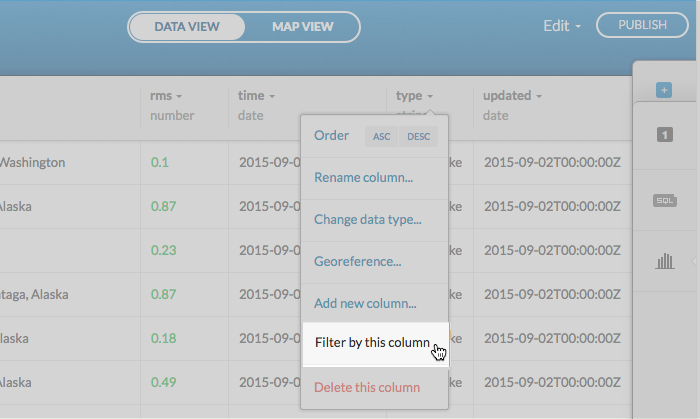 DATA VIEW MAP VIEW Edit PUBLISH
rms time type updated
number date date
Washington 0.1 2015-09-0 ke 2015-09-02T00:00:00Z
Alaska 0.87 2015-09-0 ke 2015-09-02T00:00:00Z
0.23 2015-09-0 ke 2015-09-02T00:00:00Z
ataga, Alaska 0.87 2015-09-0 ke 2015-09-02T00:00:00Z
laska 0.18 2015-09-0 ke 2015-09-02T00:00:00Z
Alaska 0.49 2015-09-0 ke 2015-09-02T00:00:00Z
Order ASC DESC
Rename column...
Change data type...
Georeference...
Add new column...
Filter by this column
Delete this column
1
SQL